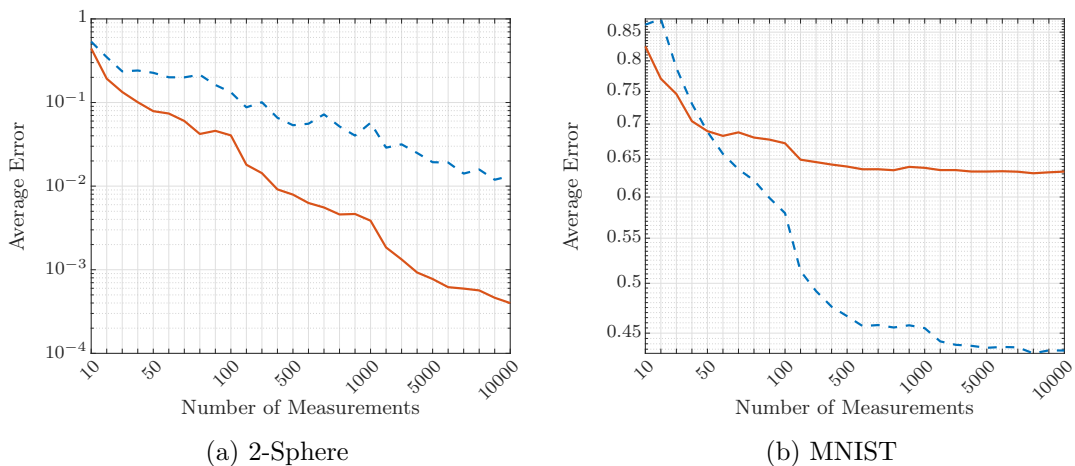 1
10⁻¹
10⁻²
10⁻³
10⁻⁴
Average Error
10 50 100 500 1000 5000 10000
Number of Measurements
(a) 2-Sphere
0.85
0.8
0.75
0.7
0.65
0.6
0.55
0.5
0.45
Average Error
10 50 100 500 1000 5000 10000
Number of Measurements
(b) MNIST